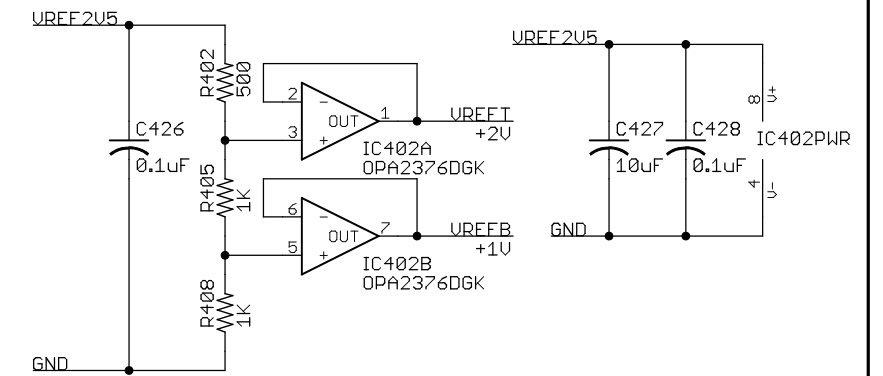 VREF2V5
R402
500
2
-
3
+
OUT
1
VREFT
+2V
IC402A
OPA2376DGK
C426
0.1uF
R405
1K
6
-
5
+
OUT
7
VREFB
+1V
IC402B
OPA2376DGK
R408
1K
GND
VREF2V5
C427
10uF
C428
0.1uF
8
V+
IC402PWR
4
V-
GND